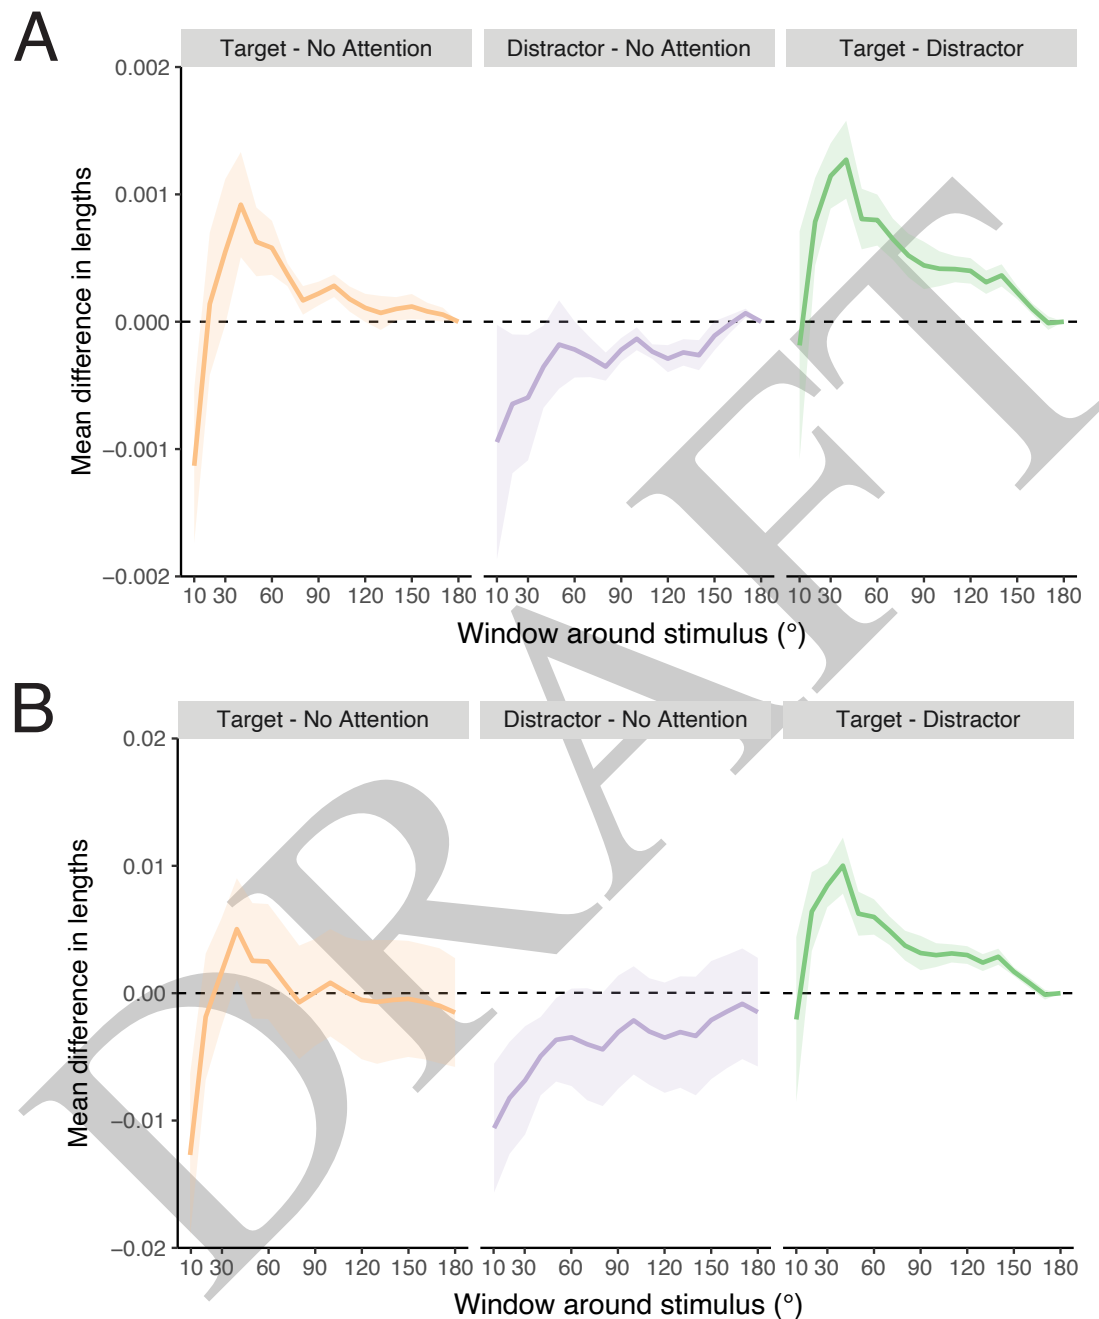 A
Target - No Attention
Distractor - No Attention
Target - Distractor
0.002
0.001
0.000
−0.001
−0.002
Mean difference in lengths
10 30 60 90 120 150 180
10 30 60 90 120 150 180
10 30 60 90 120 150 180
Window around stimulus (°)
B
Target - No Attention
Distractor - No Attention
Target - Distractor
0.02
0.01
0.00
−0.01
−0.02
Mean difference in lengths
10 30 60 90 120 150 180
10 30 60 90 120 150 180
10 30 60 90 120 150 180
Window around stimulus (°)
DRAFT